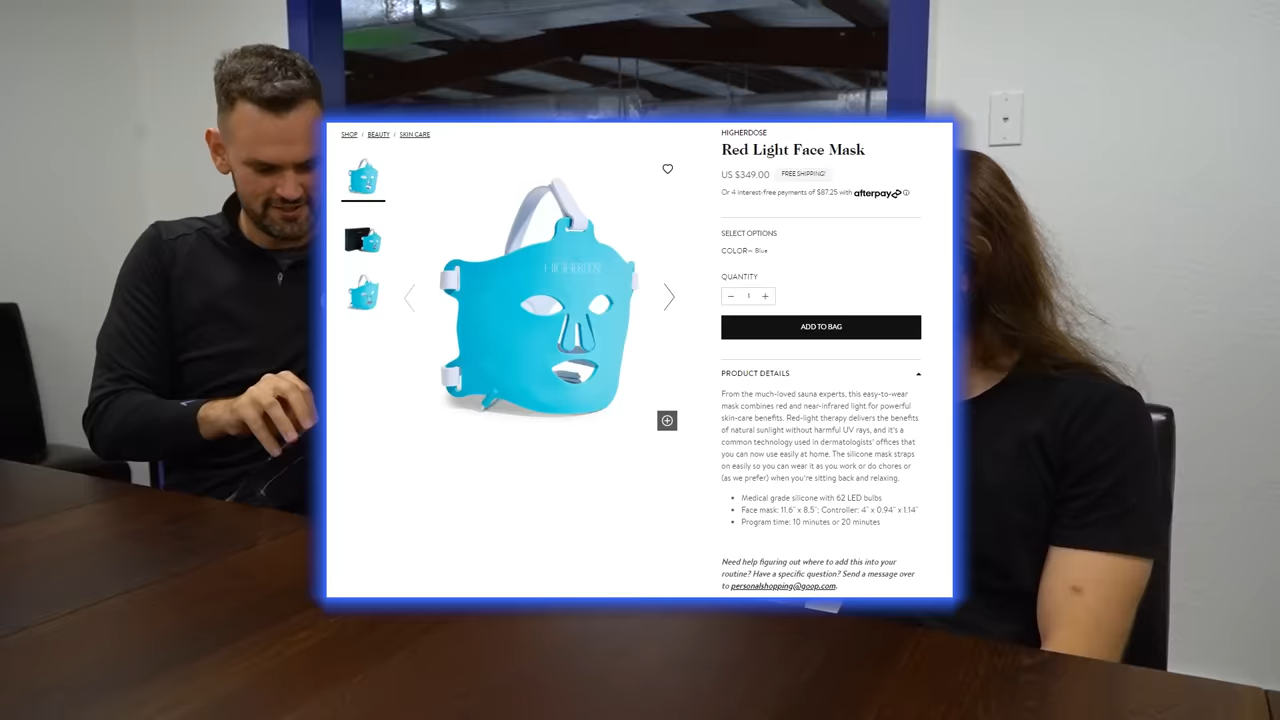 SHOP / BEAUTY / SKIN CARE
HIGHERDOSE
HIGHERDOSE
Red Light Face Mask
US $349.00 FREE SHIPPING!
Or 4 interest-free payments of $87.25 with afterpay
SELECT OPTIONS
COLOR— Blue
QUANTITY
− 1 +
ADD TO BAG
PRODUCT DETAILS
From the much-loved sauna experts, this easy-to-wear
mask combines red and near-infrared light for powerful
skin-care benefits. Red-light therapy delivers the benefits
of natural sunlight without harmful UV rays, and it's a
common technology used in dermatologists' offices that
you can now use easily at home. The silicone mask straps
on easily so you can wear it as you work or do chores or
(as we prefer) when you're sitting back and relaxing.
• Medical grade silicone with 62 LED bulbs
• Face mask: 11.6" x 8.5"; Controller: 4" x 0.94" x 1.14"
• Program time: 10 minutes or 20 minutes
Need help figuring out where to add this into your
routine? Have a specific question? Send a message over
to personalshopping@goop.com.